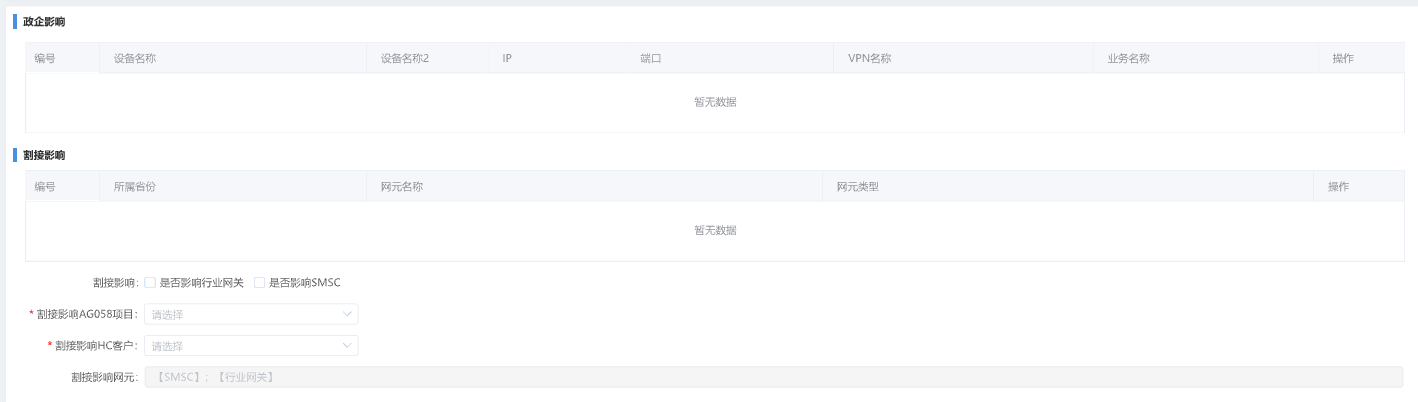 政企影响
编号 设备名称 设备名称2 IP 端口 VPN名称 业务名称 操作
暂无数据
割接影响
编号 所属省份 网元名称 网元类型 操作
暂无数据
割接影响: 是否影响行业网关 是否影响SMSC
* 割接影响AG058项目: 请选择
* 割接影响HC客户: 请选择
割接影响网元: 【SMSC】;【行业网关】